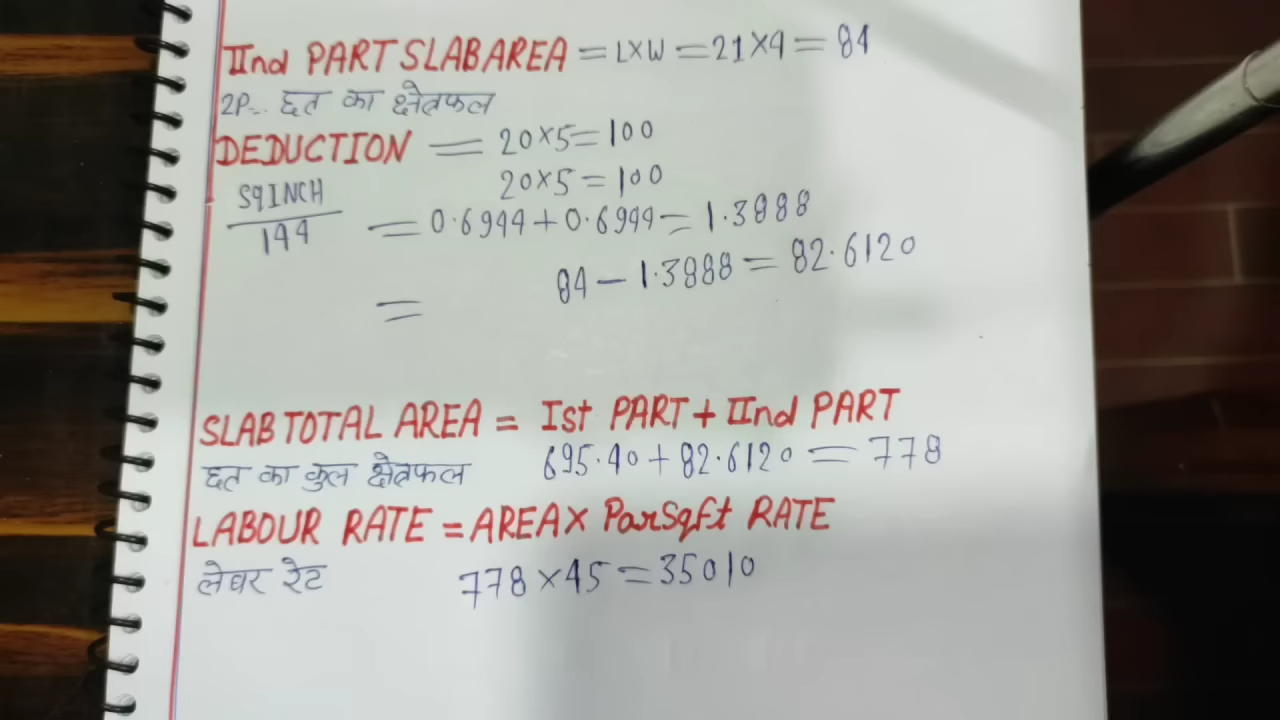 IInd PART SLAB AREA = L×W = 21×4 = 84
2P... छत का क्षेत्रफल
DEDUCTION = 20×5=100
20×5=100
SqINCH/144 = 0.6944+0.6944=1.3888
= 84-1.3888=82.6120
SLAB TOTAL AREA = Ist PART + IInd PART
छत का कुल क्षेत्रफल 695.40+82.6120=778
LABOUR RATE = AREA× ParSqft RATE
लेबर रेट 778×45=35010